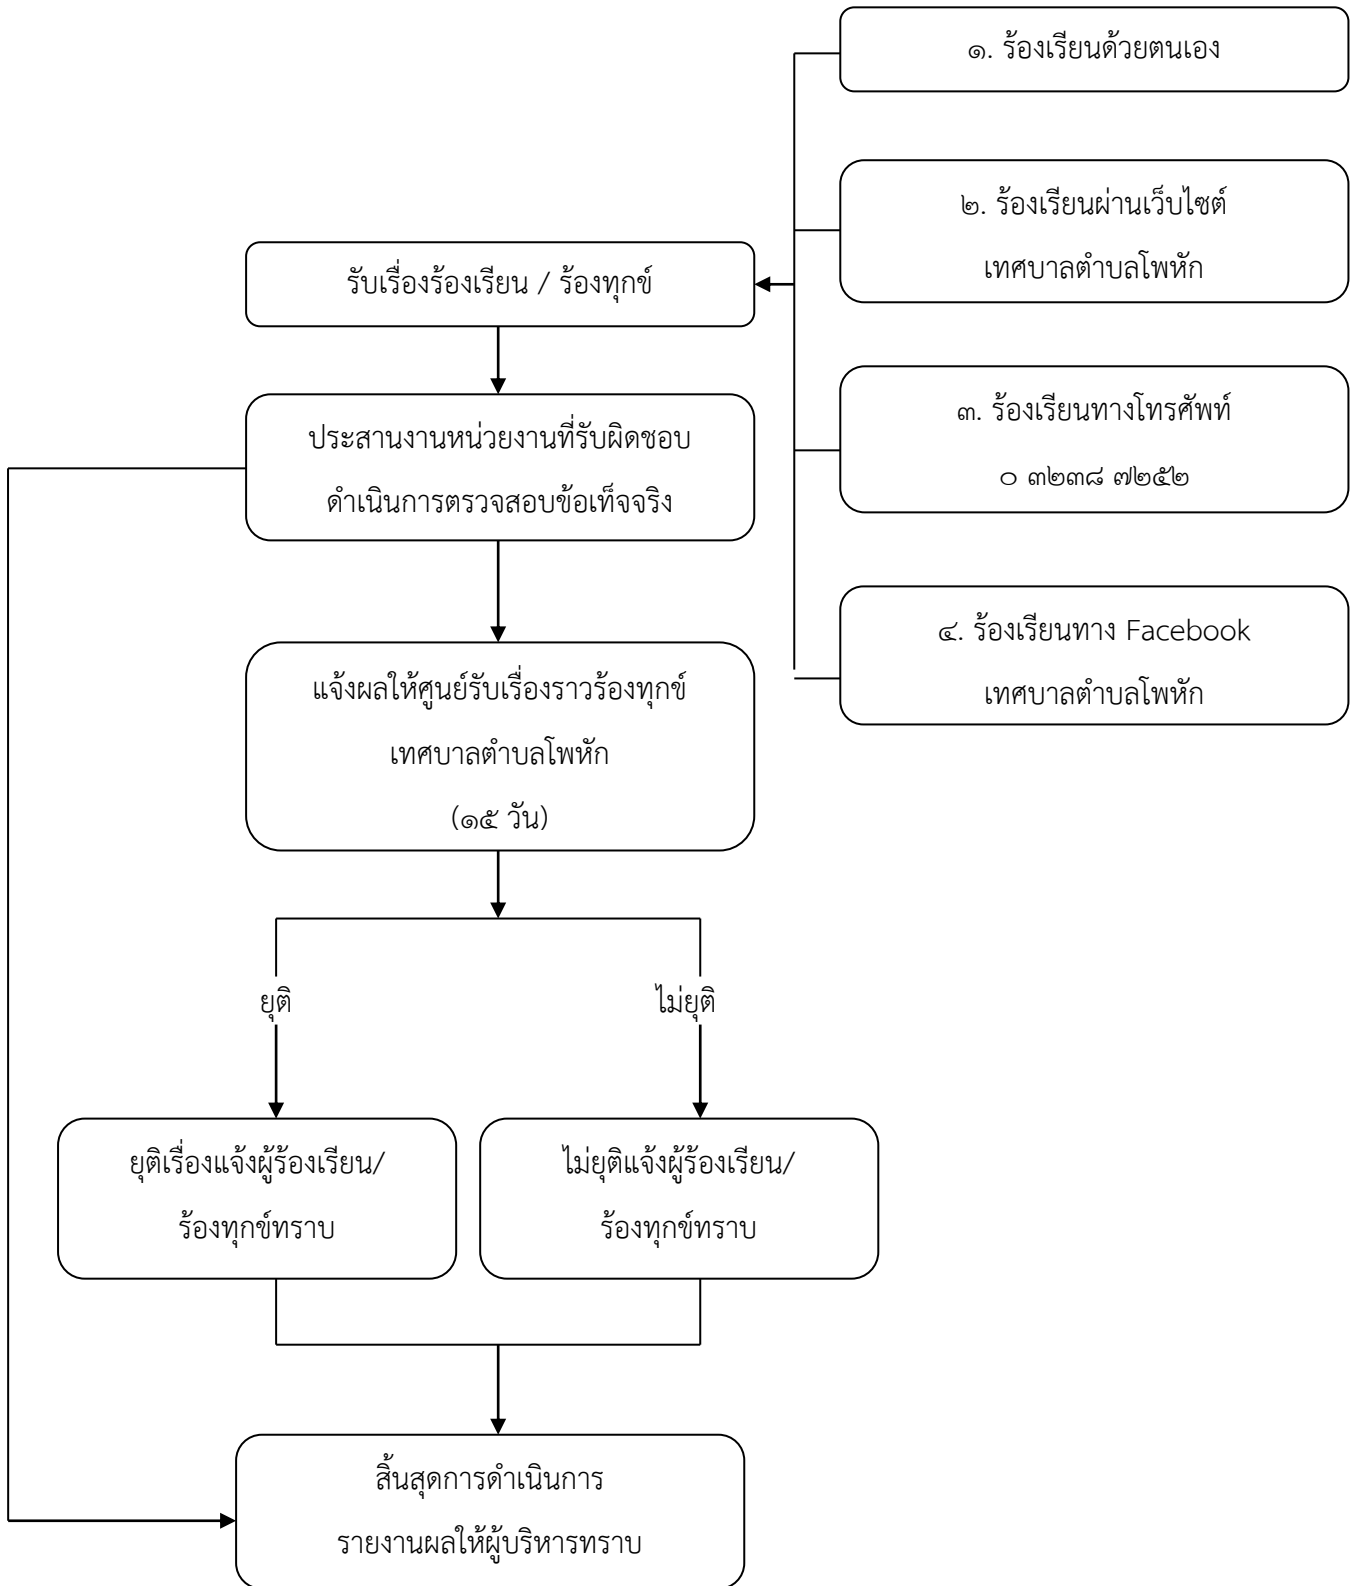 ๑. ร้องเรียนด้วยตนเอง
๒. ร้องเรียนผ่านเว็บไซต์
เทศบาลตำบลโพหัก
รับเรื่องร้องเรียน / ร้องทุกข์
๓. ร้องเรียนทางโทรศัพท์
๐ ๓๒๓๘ ๗๒๕๒
ประสานงานหน่วยงานที่รับผิดชอบ
ดำเนินการตรวจสอบข้อเท็จจริง
๔. ร้องเรียนทาง Facebook
เทศบาลตำบลโพหัก
แจ้งผลให้ศูนย์รับเรื่องราวร้องทุกข์
เทศบาลตำบลโพหัก
(๑๕ วัน)
ยุติ
ไม่ยุติ
ยุติเรื่องแจ้งผู้ร้องเรียน/
ร้องทุกข์ทราบ
ไม่ยุติแจ้งผู้ร้องเรียน/
ร้องทุกข์ทราบ
สิ้นสุดการดำเนินการ
รายงานผลให้ผู้บริหารทราบ